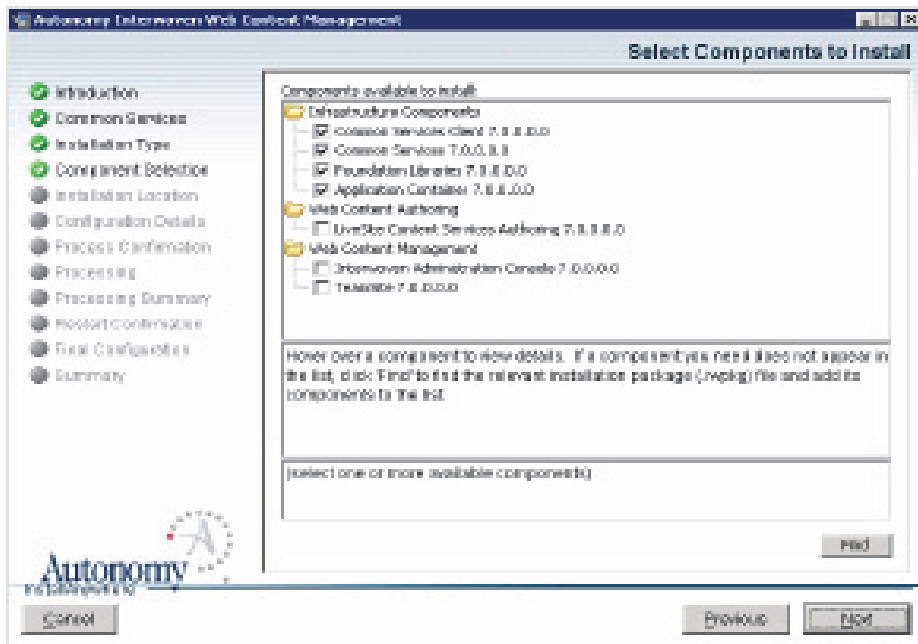 Autonomy Interwoven Web Content Management
Select Components to Install
Introduction
Common Services
Installation Type
Component Selection
Installation Location
Configuration Details
Process Confirmation
Processing
Processing Summary
Restart Confirmation
Final Configuration
Summary
Components available to install:
Infrastructure Components
Common Services Client 7.0.0.0.0
Common Services 7.0.0.0.0
Foundation Libraries 7.0.0.0.0
Application Container 7.0.0.0.0
Web Content Authoring
LiveSite Content Services Authoring 7.0.0.0.0
Web Content Management
Interwoven Administration Console 7.0.0.0.0
TeamSite 7.0.0.0.0
Hover over a component to view details. If a component you need does not appear in
the list, click 'Find' to find the relevant installation package (.iwpkg) file and add its
components to the list.
(select one or more available components)
Find
Autonomy
InstallAnywhere
Cancel
Previous
Next